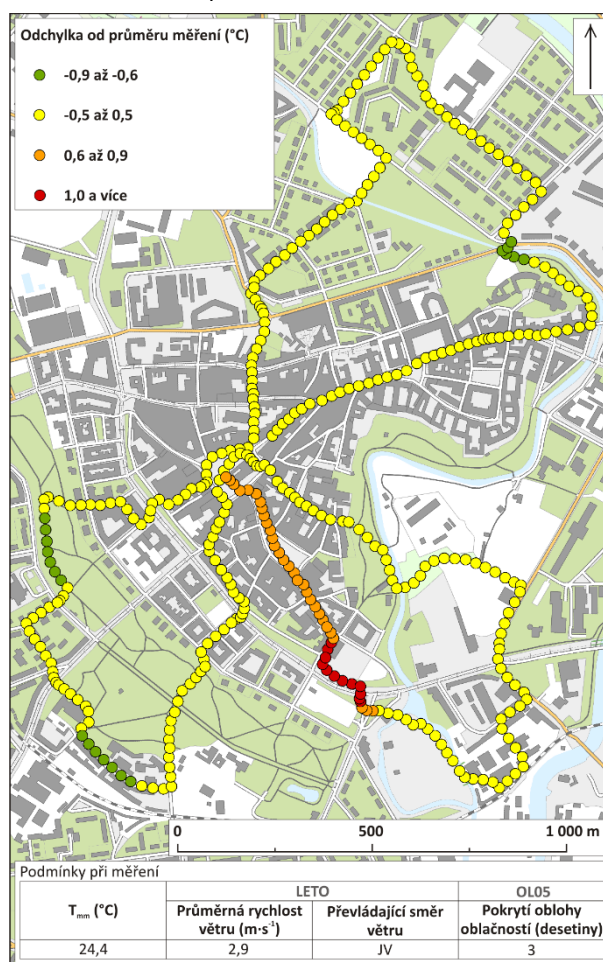 Odchylka od průměru měření (°C)
-0,9 až -0,6
-0,5 až 0,5
0,6 až 0,9
1,0 a více
0 500 1 000 m
Podmínky při měření
LETO OL05
Tmm (°C) Průměrná rychlost větru (m·s-1) Převládající směr větru Pokrytí oblohy oblačností (desetiny)
24,4 2,9 JV 3